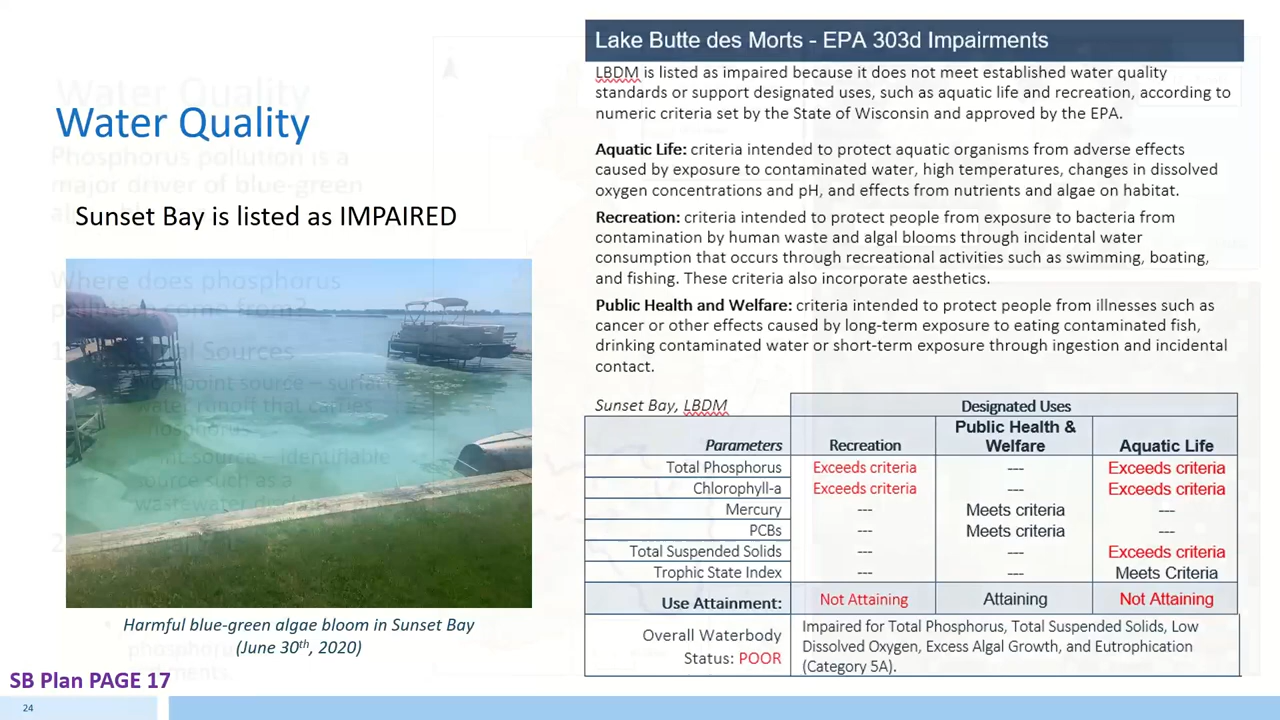 Water Quality
Sunset Bay is listed as IMPAIRED
Harmful blue-green algae bloom in Sunset Bay
(June 30th, 2020)
SB Plan PAGE 17
24
Lake Butte des Morts - EPA 303d Impairments
LBDM is listed as impaired because it does not meet established water quality
standards or support designated uses, such as aquatic life and recreation, according to
numeric criteria set by the State of Wisconsin and approved by the EPA.
Aquatic Life: criteria intended to protect aquatic organisms from adverse effects
caused by exposure to contaminated water, high temperatures, changes in dissolved
oxygen concentrations and pH, and effects from nutrients and algae on habitat.
Recreation: criteria intended to protect people from exposure to bacteria from
contamination by human waste and algal blooms through incidental water
consumption that occurs through recreational activities such as swimming, boating,
and fishing. These criteria also incorporate aesthetics.
Public Health and Welfare: criteria intended to protect people from illnesses such as
cancer or other effects caused by long-term exposure to eating contaminated fish,
drinking contaminated water or short-term exposure through ingestion and incidental
contact.
Sunset Bay, LBDM Designated Uses
Parameters Recreation Public Health & Welfare Aquatic Life
Total Phosphorus Exceeds criteria --- Exceeds criteria
Chlorophyll-a Exceeds criteria --- Exceeds criteria
Mercury --- Meets criteria ---
PCBs --- Meets criteria ---
Total Suspended Solids --- --- Exceeds criteria
Trophic State Index --- --- Meets Criteria
Use Attainment: Not Attaining Attaining Not Attaining
Overall Waterbody
Status: POOR
Impaired for Total Phosphorus, Total Suspended Solids, Low
Dissolved Oxygen, Excess Algal Growth, and Eutrophication
(Category 5A).
Water Quality
Phosphorus pollution is a
major driver of blue-green
Where does phosphorus